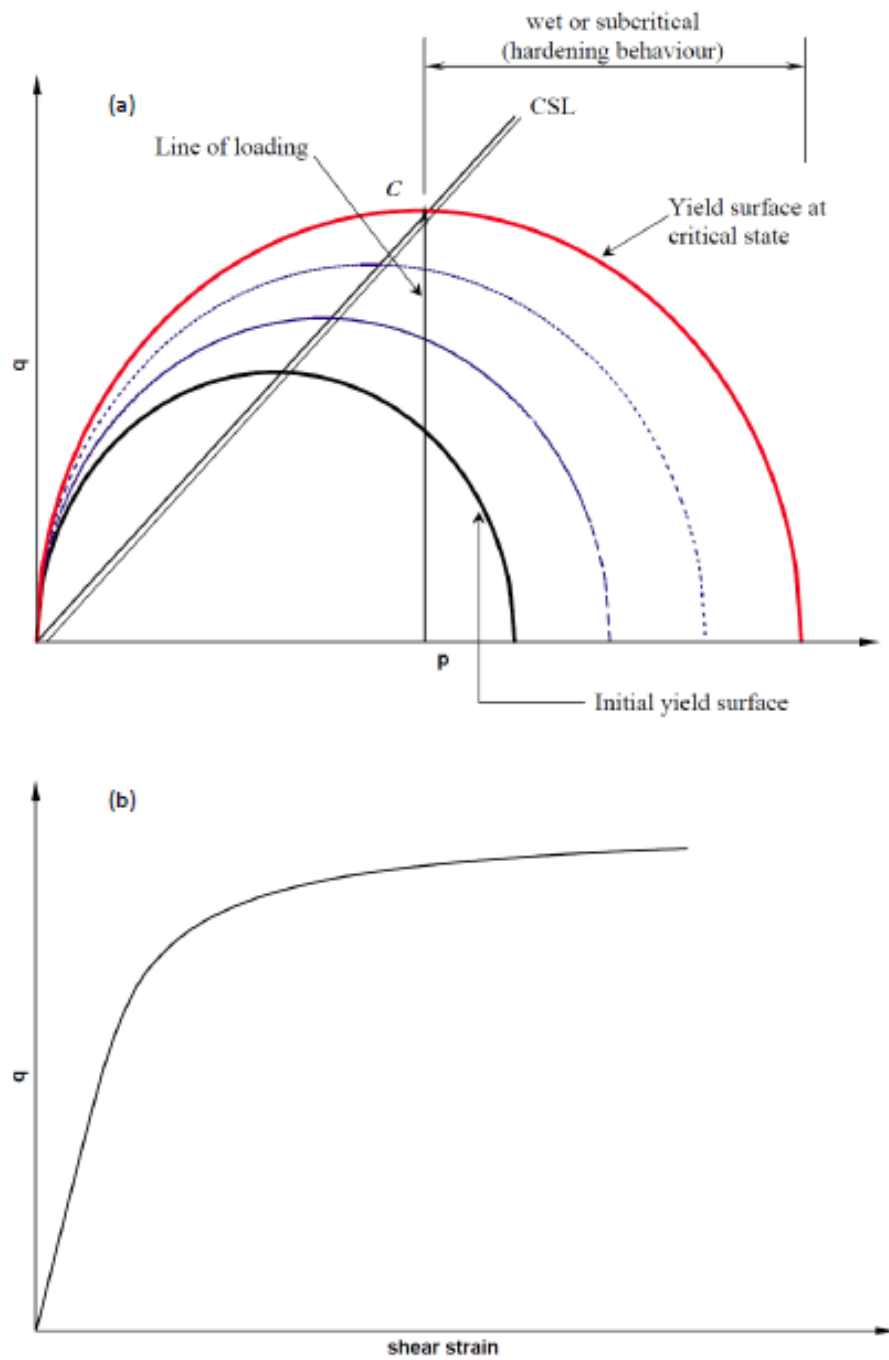 wet or subcritical
(hardening behaviour)
(a)
CSL
Line of loading
C
Yield surface at
critical state
q
p
Initial yield surface
(b)
q
shear strain